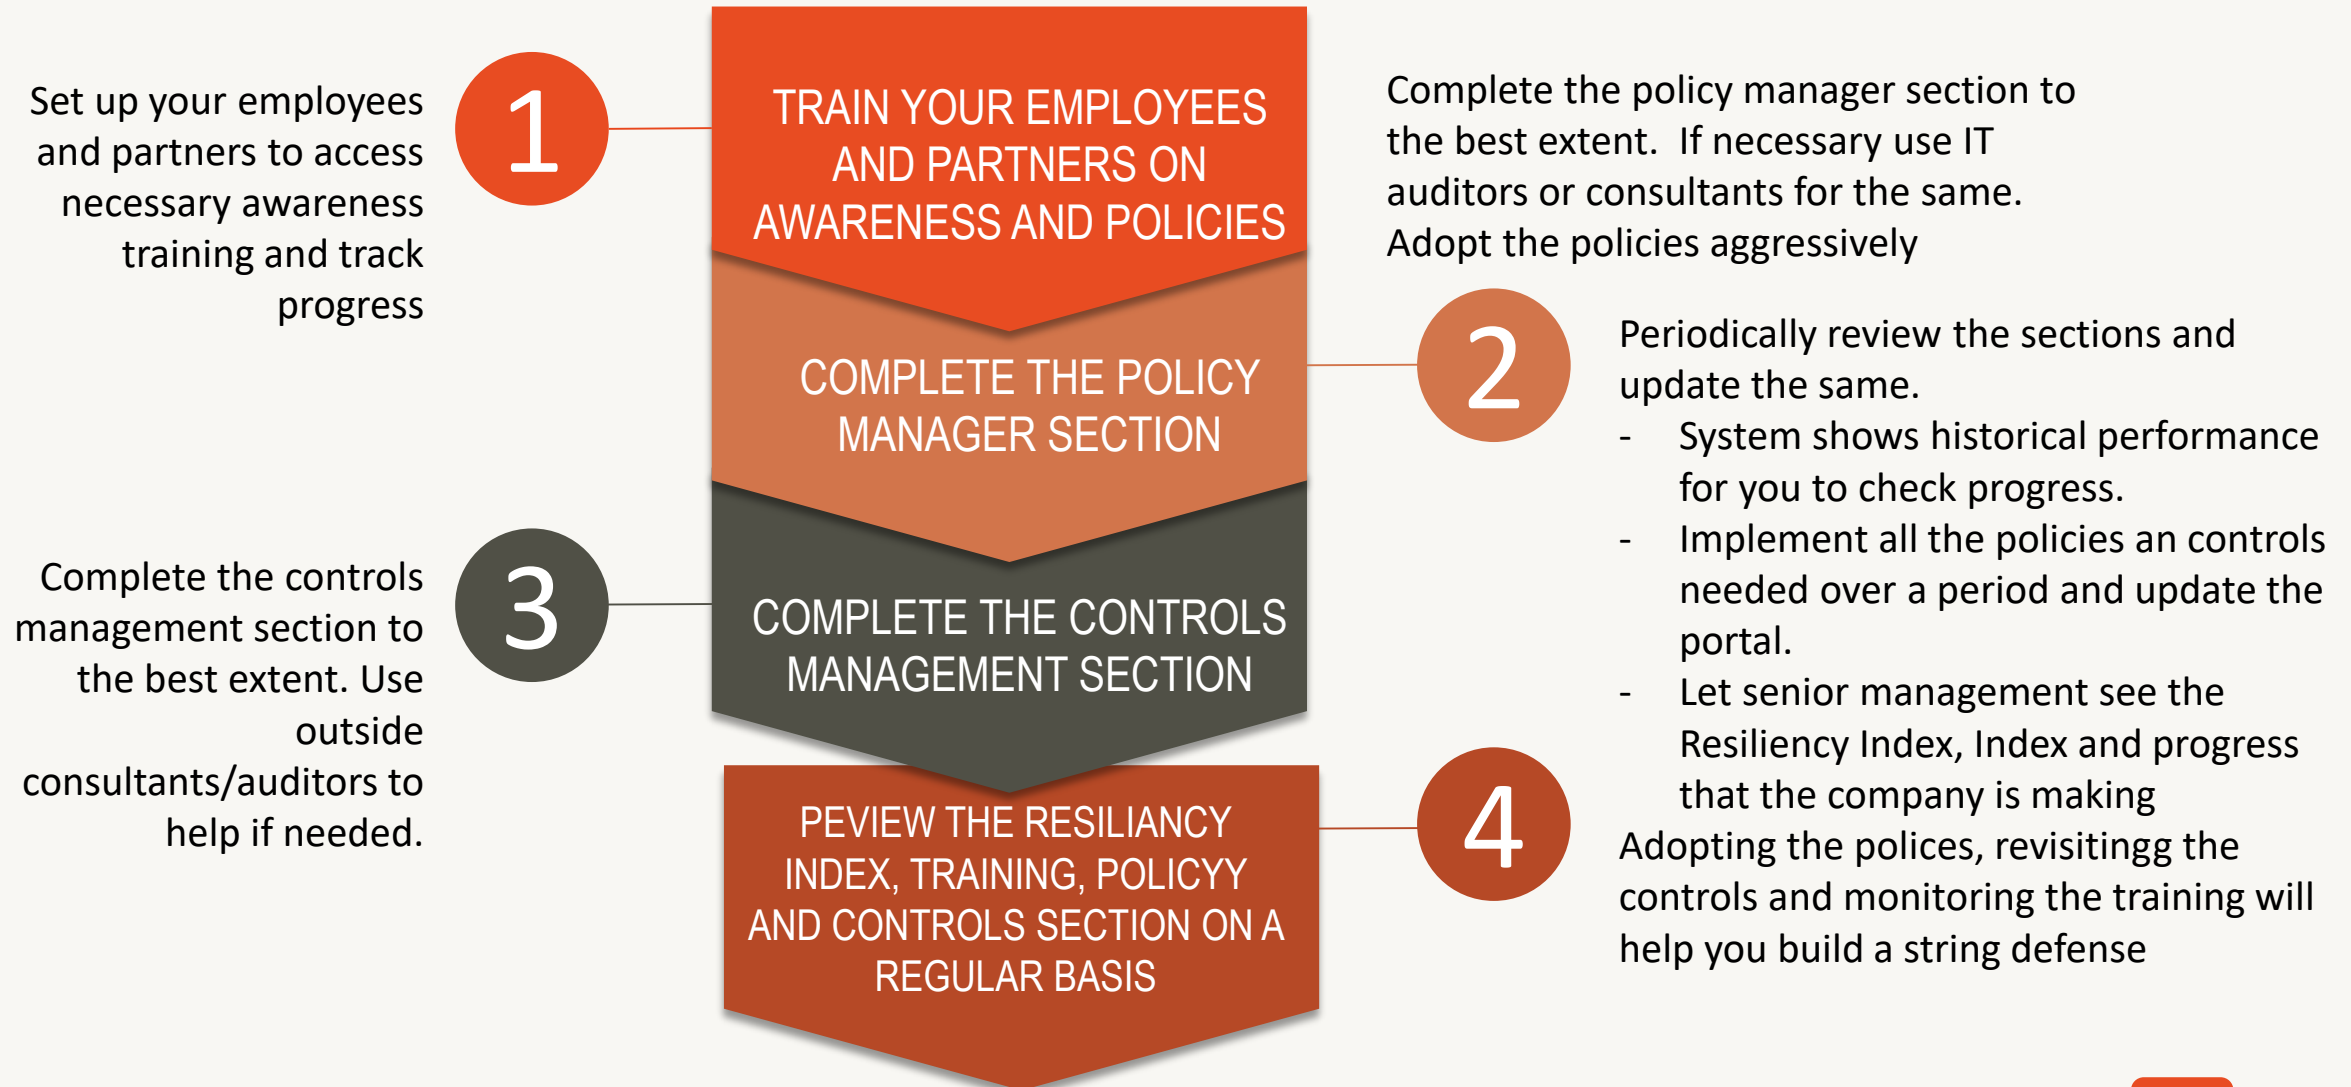 Set up your employees
and partners to access
necessary awareness
training and track
progress
1
TRAIN YOUR EMPLOYEES
AND PARTNERS ON
AWARENESS AND POLICIES
Complete the policy manager section to
the best extent.  If necessary use IT
auditors or consultants for the same.
Adopt the policies aggressively
COMPLETE THE POLICY
MANAGER SECTION
2
Complete the controls
management section to
the best extent. Use
outside
consultants/auditors to
help if needed.
3
COMPLETE THE CONTROLS
MANAGEMENT SECTION
PEVIEW THE RESILIANCY
INDEX, TRAINING, POLICYY
AND CONTROLS SECTION ON A
REGULAR BASIS
4
Periodically review the sections and
update the same.
- System shows historical performance
for you to check progress.
- Implement all the policies an controls
needed over a period and update the
portal.
- Let senior management see the
Resiliency Index, Index and progress
that the company is making
Adopting the polices, revisitingg the
controls and monitoring the training will
help you build a string defense